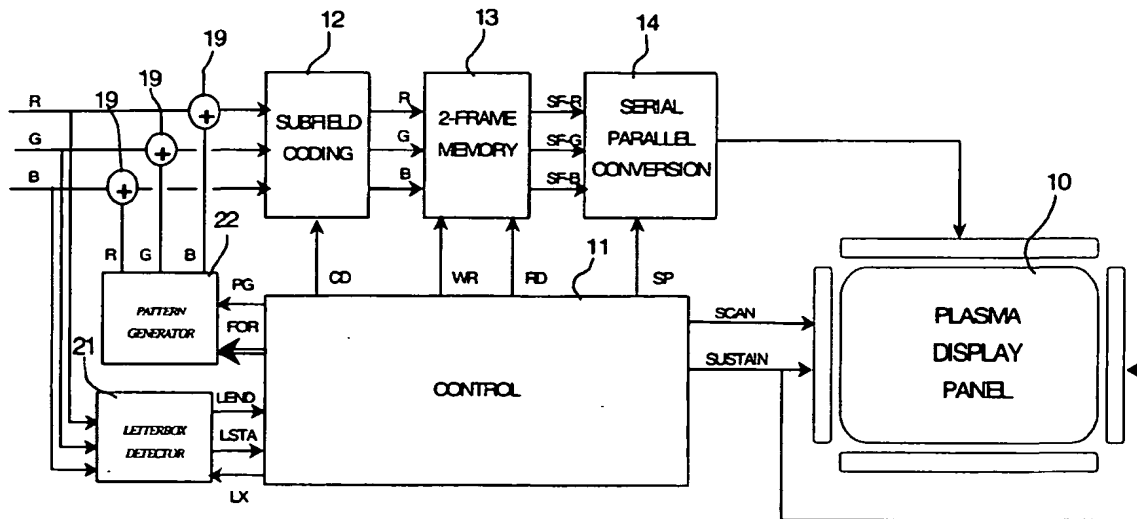 12
13
14
19
19
19
R
G
B
+
+
+
SUBFIELD
CODING
R
G
B
2-FRAME
MEMORY
SF-R
SF-G
SF-B
SERIAL
PARALLEL
CONVERSION
10
22
R
G
B
11
CD
WR
RD
SP
PATTERN
GENERATOR
PG
FOR
SCAN
SUSTAIN
PLASMA
DISPLAY
PANEL
21
CONTROL
LETTERBOX
DETECTOR
LEND
LSTA
LX